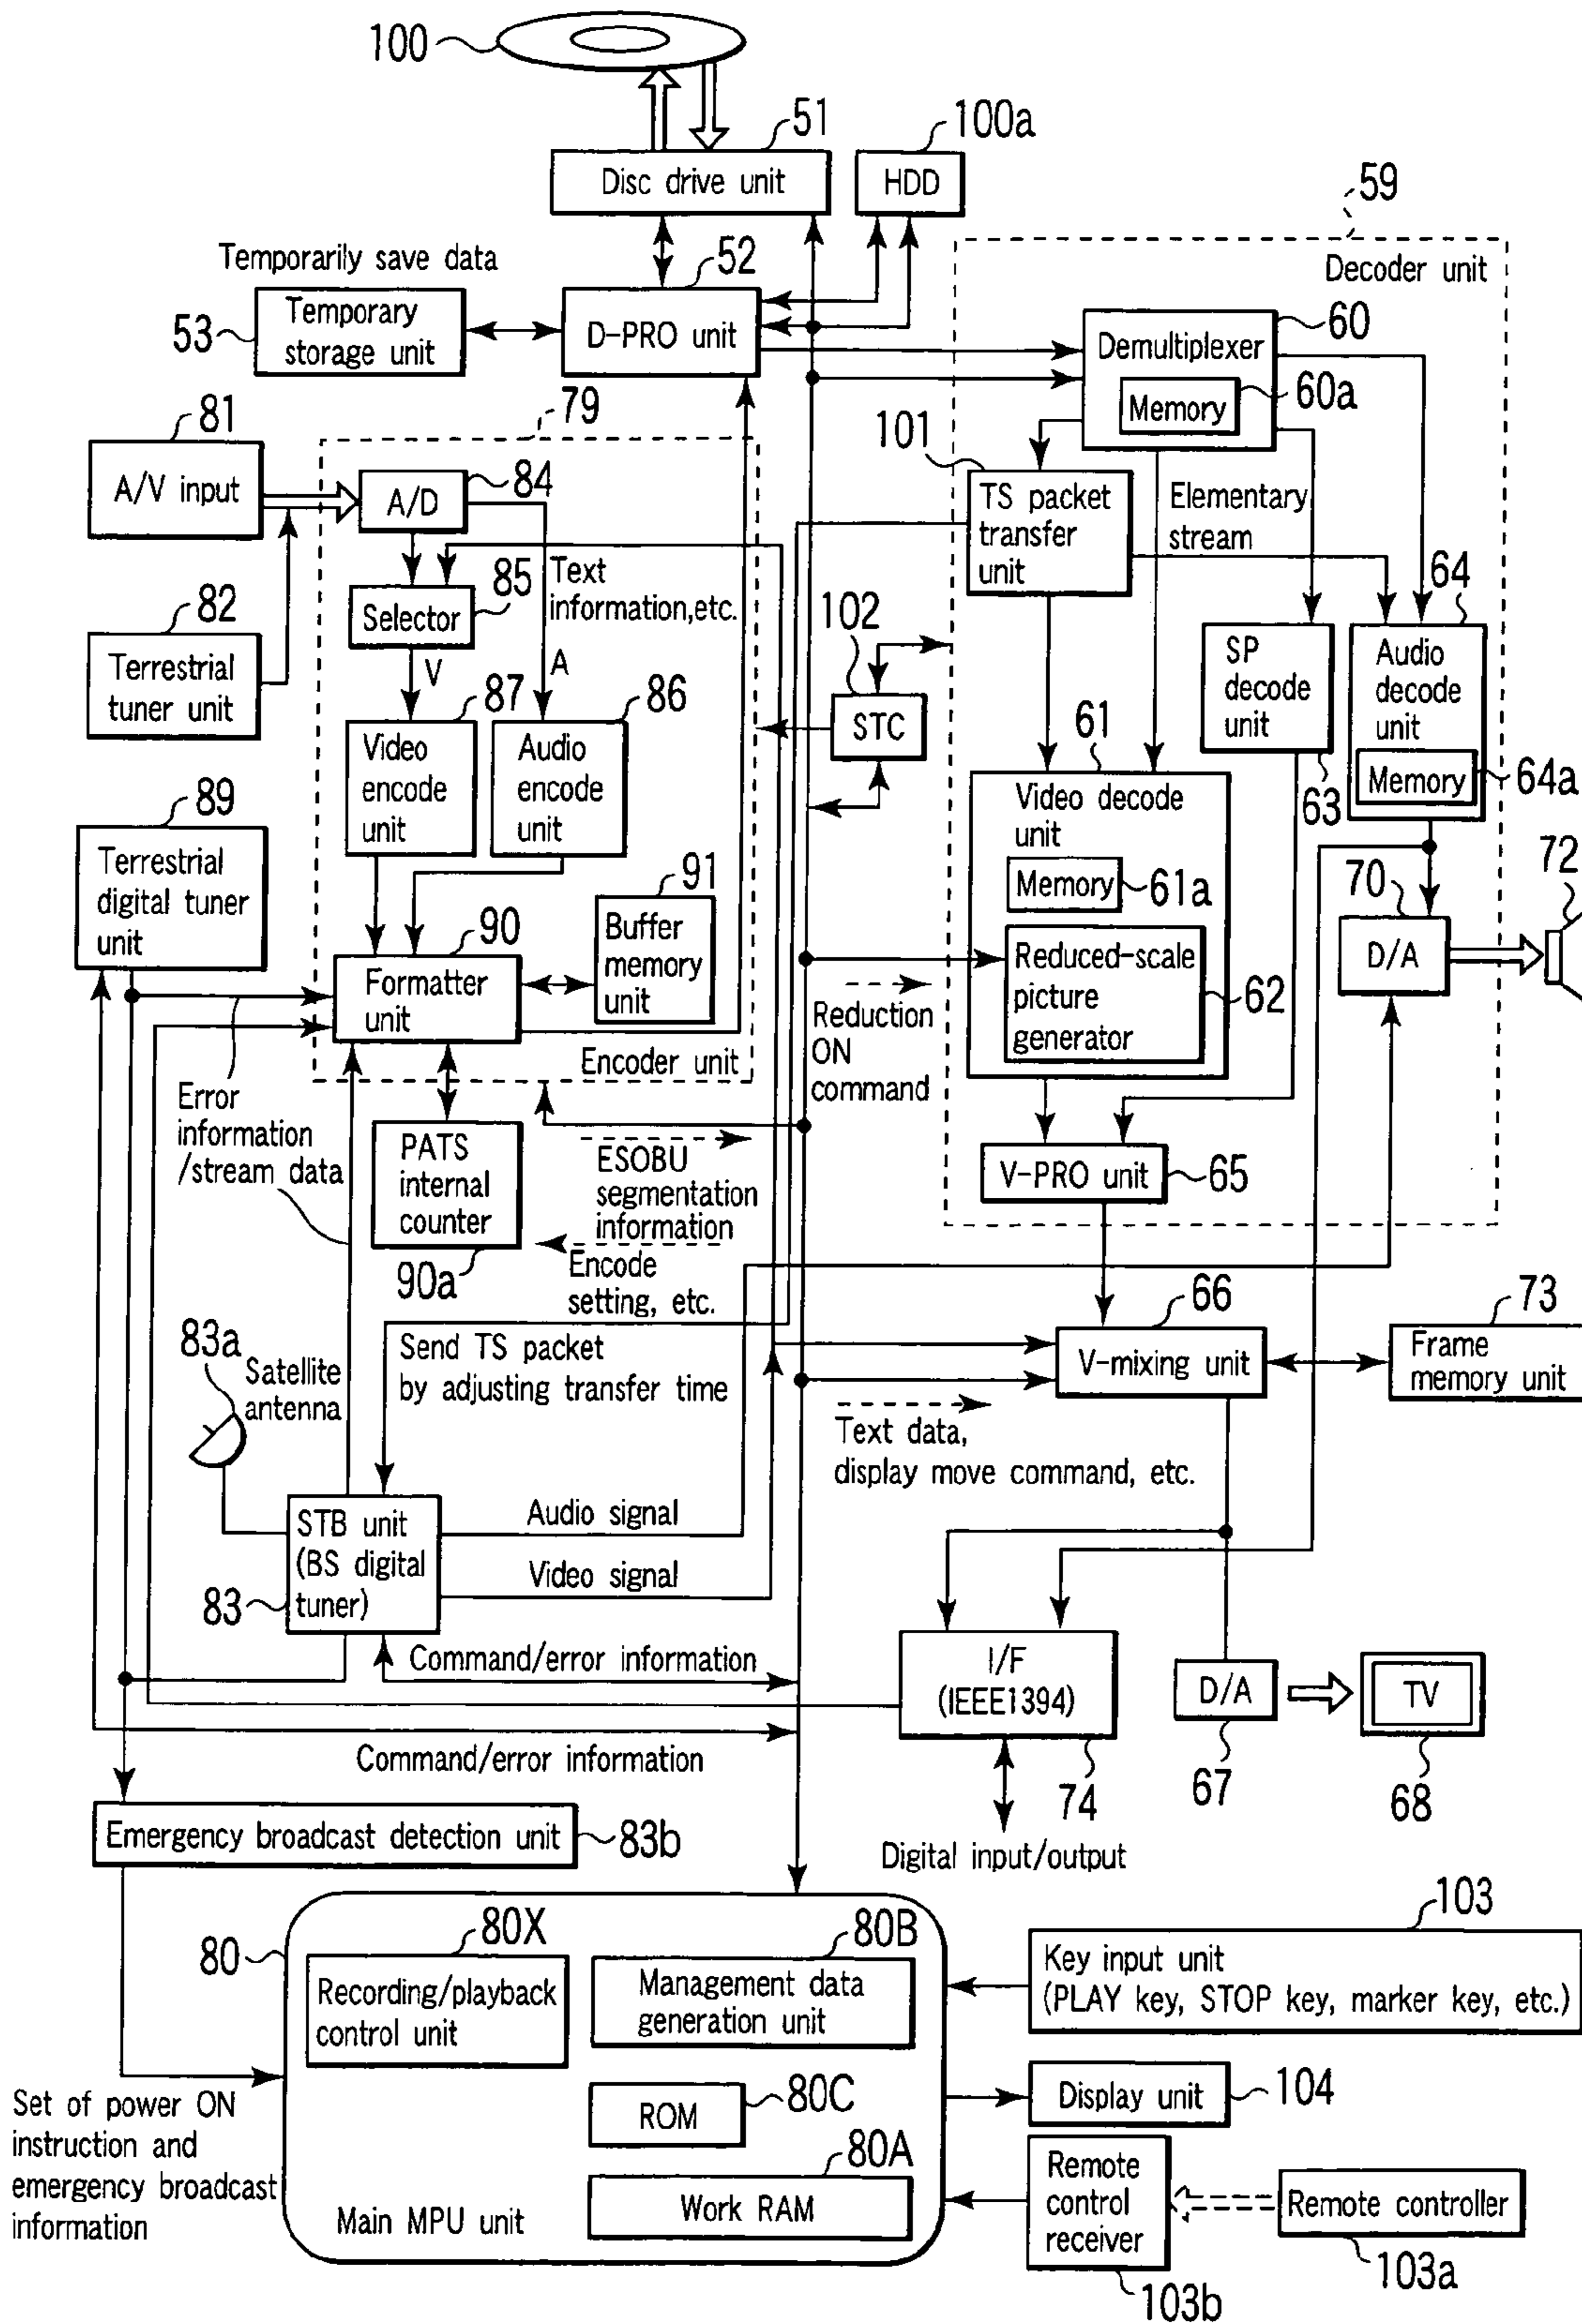 100
51
100a
Disc drive unit
HDD
59
Temporarily save data
52
Decoder unit
53
Temporary
storage unit
D-PRO unit
60
Demultiplexer
Memory
60a
81
79
101
A/V input
84
A/D
TS packet
transfer
unit
Elementary
stream
85
Text
information,etc.
64
82
Selector
102
Terrestrial
tuner unit
V
A
SP
decode
unit
63
Audio
decode
unit
Memory
64a
87
86
STC
61
Video
encode
unit
Audio
encode
unit
Video decode
unit
Memory
61a
89
Terrestrial
digital tuner
unit
91
Buffer
memory
unit
70
72
D/A
90
Formatter
unit
Reduced-scale
picture
generator
62
Reduction
ON
command
Encoder unit
Error
information
/stream data
PATS
internal
counter
90a
ESOBU
segmentation
information
Encode
setting, etc.
V-PRO unit
65
66
73
83a
Satellite
antenna
Send TS packet
by adjusting transfer time
V-mixing unit
Frame
memory unit
Text data,
display move command, etc.
STB unit
(BS digital
tuner)
83
Audio signal
Video signal
Command/error information
I/F
(IEEE1394)
D/A
TV
Command/error information
74
67
68
Emergency broadcast detection unit
83b
Digital input/output
80
80X
80B
103
Recording/playback
control unit
Management data
generation unit
Key input unit
(PLAY key, STOP key, marker key, etc.)
ROM
80C
Display unit
104
Set of power ON
instruction and
emergency broadcast
information
80A
Main MPU unit
Work RAM
Remote
control
receiver
Remote controller
103b
103a